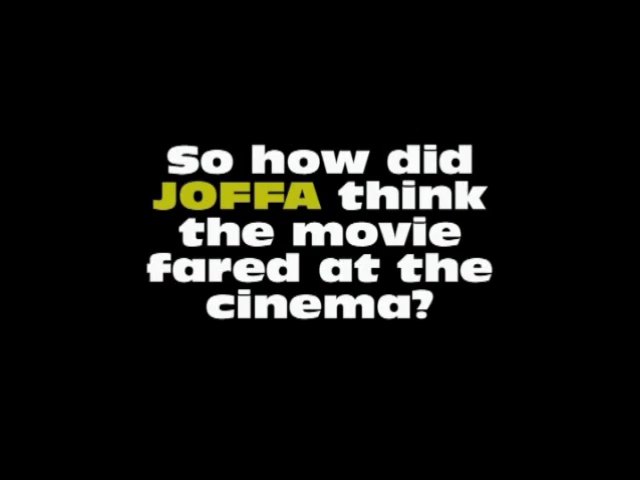 So how did
JOFFA think
the movie
fared at the
cinema?